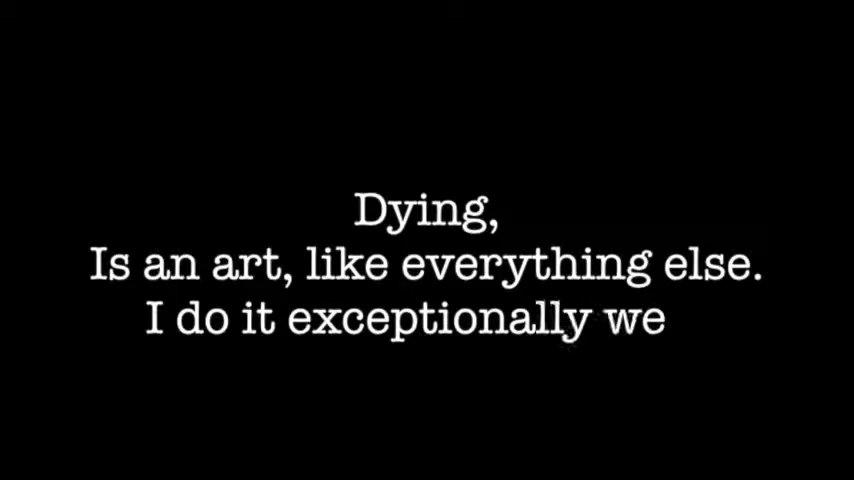 Dying,
Is an art, like everything else.
I do it exceptionally we